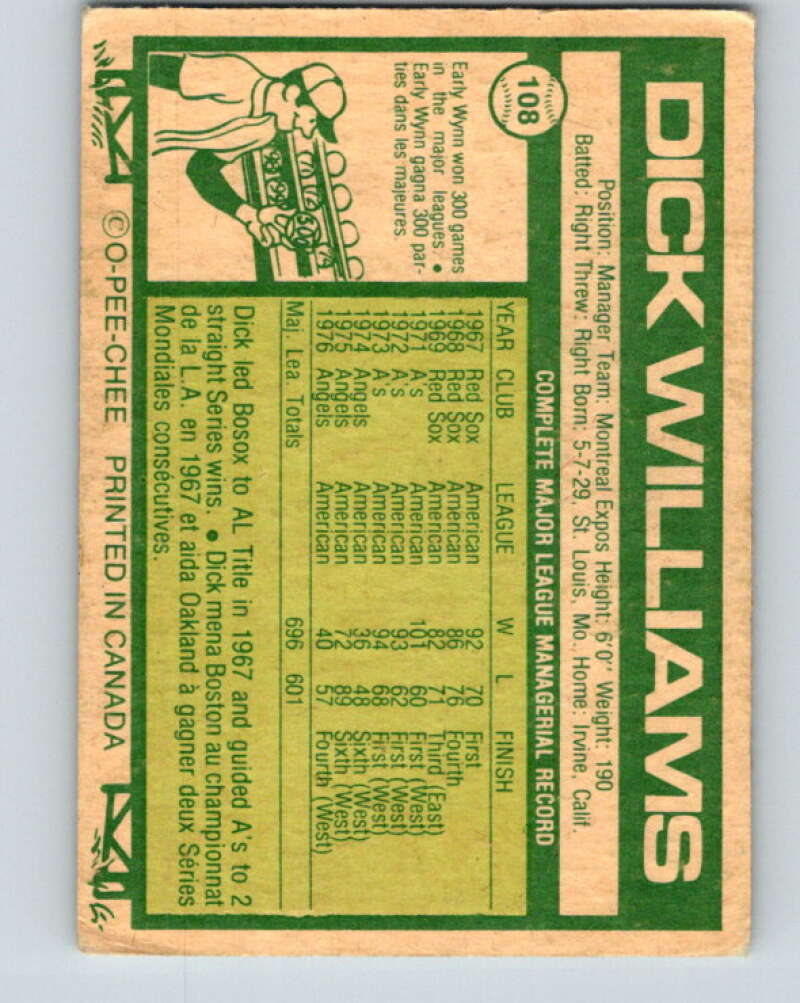 108
DICK WILLIAMS
Position: Manager Team: Montreal Expos Height: 6'0" Weight: 190
Batted: Right Threw: Right Born: 5-7-29, St. Louis, Mo. Home: Irvine, Calif.
Early Wynn won 300 games
in the major leagues. •
Early Wynn gagna 300 par-
ties dans les majeures.
300
COMPLETE MAJOR LEAGUE MANAGERIAL RECORD
YEAR CLUB LEAGUE W L FINISH
1967 Red Sox American 92 70 First
1968 Red Sox American 86 76 Fourth
1969 Red Sox American 82 71 Third (East)
1971 A's American 101 60 First (West)
1972 A's American 93 62 First (West)
1973 A's American 94 68 First (West)
1974 Angels American 36 48 Sixth (West)
1975 Angels American 72 89 Sixth (West)
1976 Angels American 40 57 Fourth (West)
Maj. Lea. Totals 696 601
Dick led Bosox to AL Title in 1967 and guided A's to 2
straight Series wins. • Dick mena Boston au championnat
de la L.A. en 1967 et aida Oakland à gagner deux Séries
Mondiales consécutives.
© O-PEE-CHEE PRINTED IN CANADA